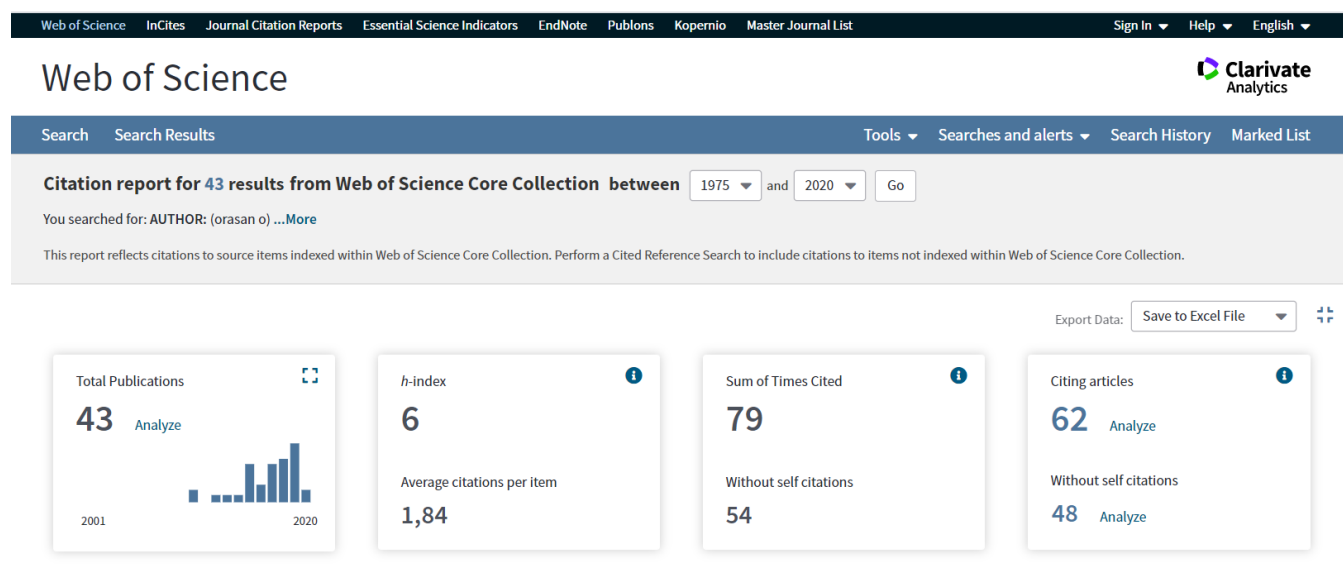 Web of Science InCites Journal Citation Reports Essential Science Indicators EndNote Publons Kopernio Master Journal List Sign In Help English
Web of Science
Clarivate
Analytics
Search Search Results Tools Searches and alerts Search History Marked List
Citation report for 43 results from Web of Science Core Collection between 1975 and 2020 Go
You searched for: AUTHOR: (orasan o) ...More
This report reflects citations to source items indexed within Web of Science Core Collection. Perform a Cited Reference Search to include citations to items not indexed within Web of Science Core Collection.
Export Data: Save to Excel File
Total Publications
43 Analyze
2001 2020
h-index
6
Average citations per item
1,84
Sum of Times Cited
79
Without self citations
54
Citing articles
62 Analyze
Without self citations
48 Analyze